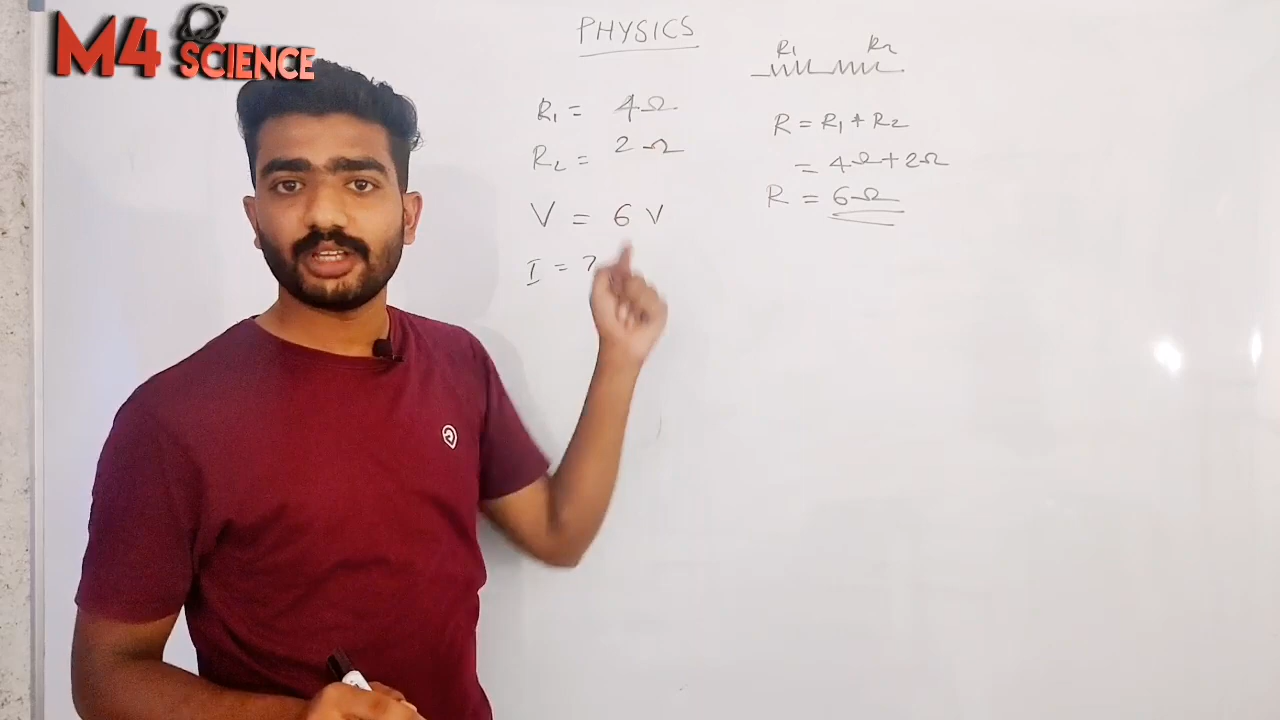 M4 SCIENCE
PHYSICS
R₁ = 4Ω
R₂ = 2Ω
V = 6 V
I = ?
R₁ R₂
R = R₁ + R₂
= 4Ω + 2Ω
R = 6Ω